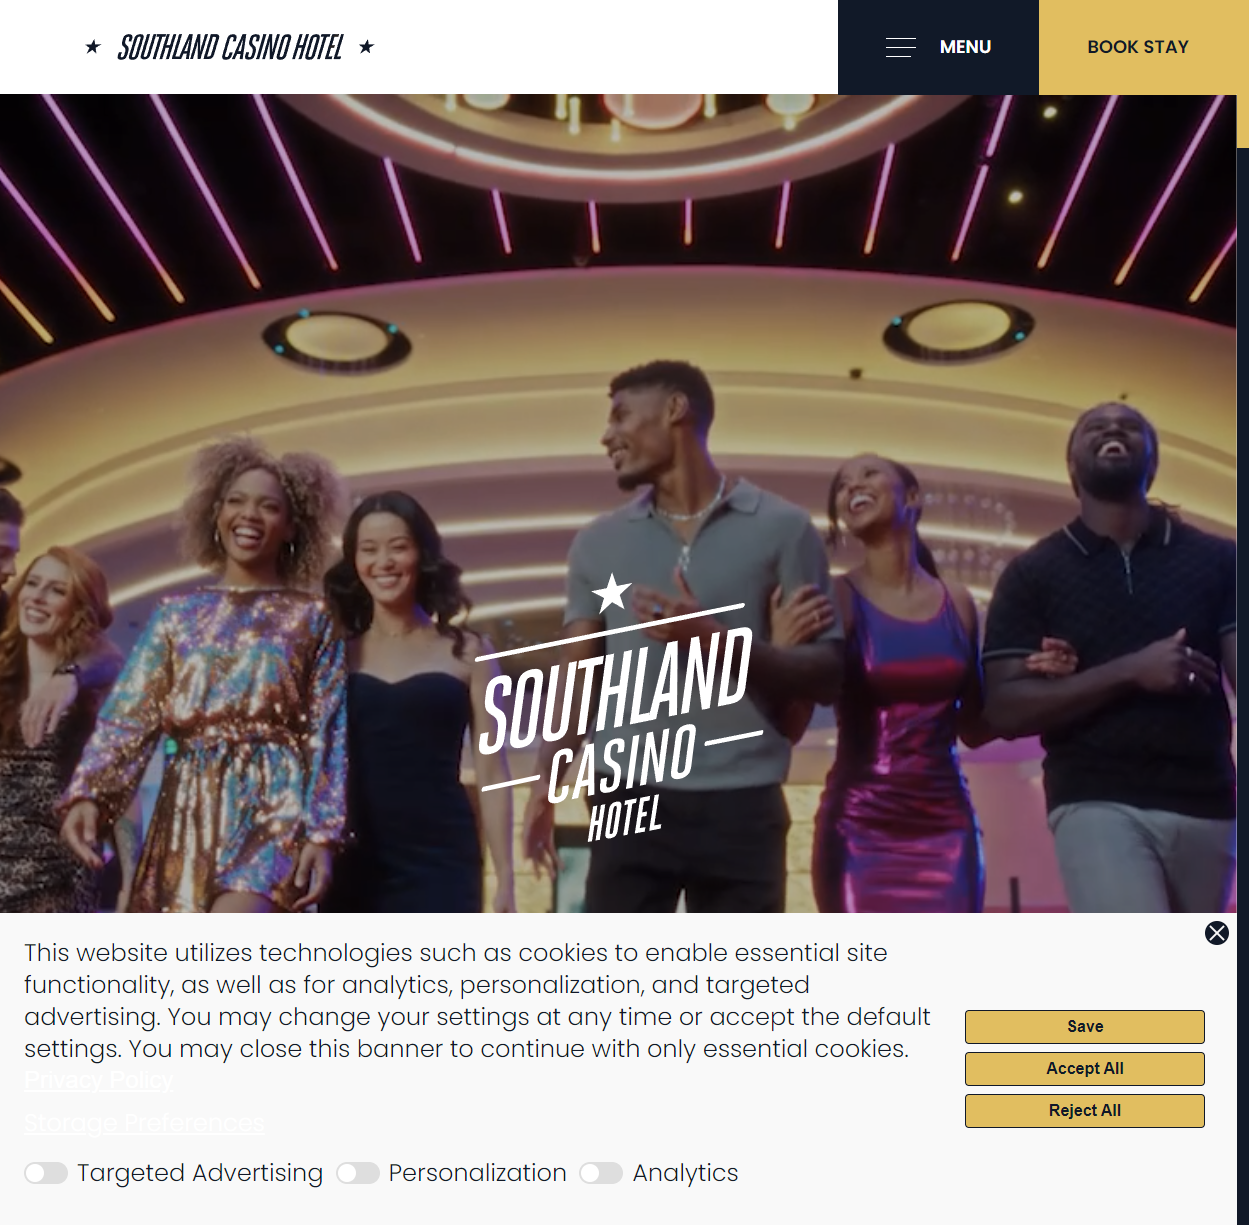 SOUTHLAND CASINO HOTEL
MENU
BOOK STAY
SOUTHLAND
CASINO
HOTEL
This website utilizes technologies such as cookies to enable essential site
functionality, as well as for analytics, personalization, and targeted
advertising. You may change your settings at any time or accept the default
settings. You may close this banner to continue with only essential cookies.
Privacy Policy
Storage Preferences
Targeted Advertising Personalization Analytics
Save
Accept All
Reject All